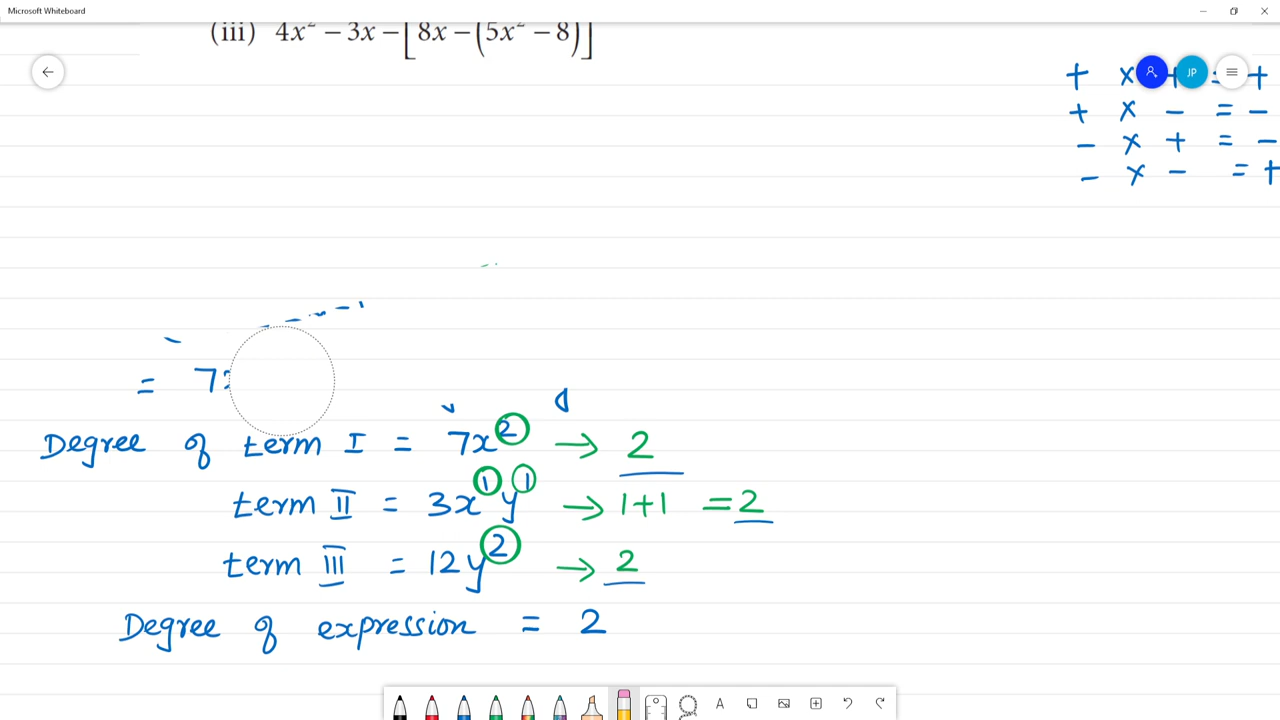 Microsoft Whiteboard
(iii) 4x² − 3x − [8x − (5x² − 8)]
JP
+ x + = +
+ x - = -
- x + = -
- x - = +
= 7
Degree of term I = 7x² → 2
term II = 3x¹y¹ → 1+1 = 2
term III = 12y² → 2
Degree of expression = 2
A